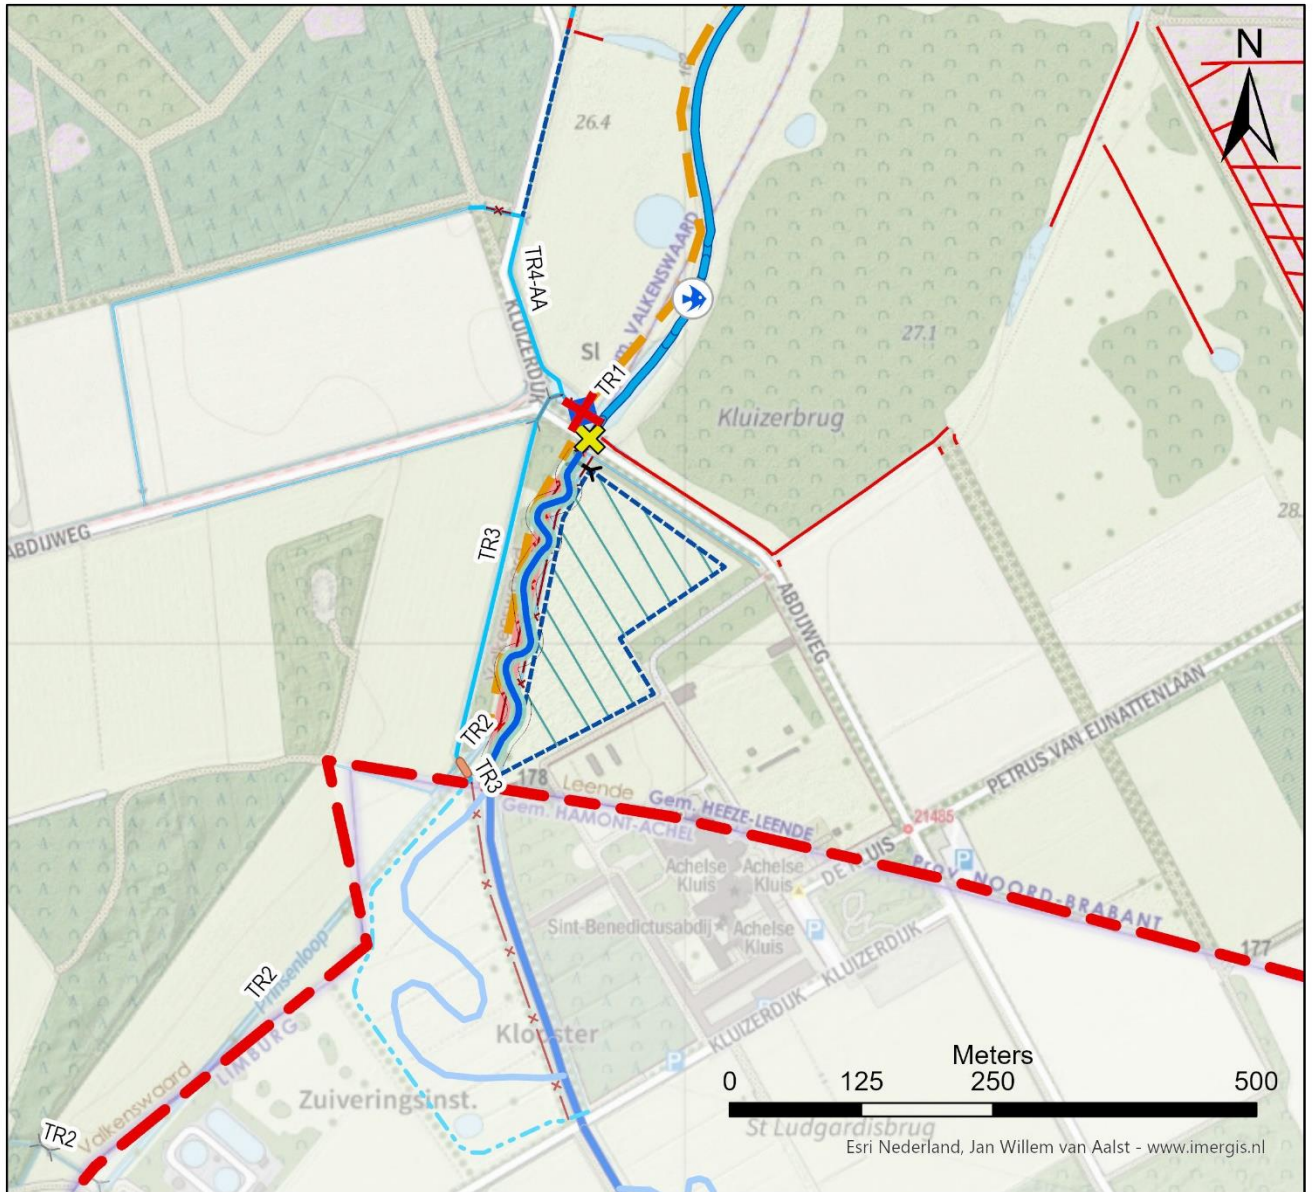 N
26.4
Gem. VALKENSWAARD
TR4-AA
KLUIZERDIJK
Sl
TR1
27.1
Kluizerbrug
ABDIJWEG
TR3
28.
ABDIJWEG
PETRUS VAN EIJNATTENLAAN
TR2
TR3
178
Leende
Gem. HEEZE-LEENDE
Gem. HAMONT-ACHEL
21485
DE KLUIS
Prov. NOORD-BRABANT
P
Achelse Kluis
Achelse Kluis
Sint-Benedictusabdij
Achelse Kluis
P
177
KLUIZERDIJK
KLUIZERDIJK
TR2
Prinsenloop
LIMBURG
Klooster
P
Valkenswaard
Zuiveringsinst.
TR2
Meters
0 125 250 500
St Ludgardisbrug
Esri Nederland, Jan Willem van Aalst - www.imergis.nl